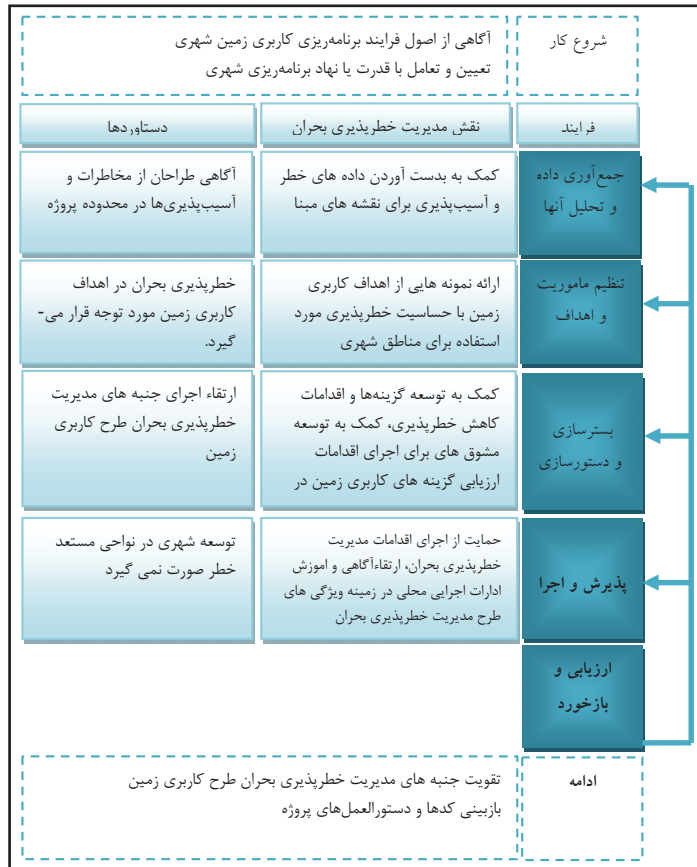 شروع کار
آگاهی از اصول فرایند برنامه‌ریزی کاربری زمین شهری
تعیین و تعامل با قدرت یا نهاد برنامه‌ریزی شهری
فرایند
نقش مدیریت خطرپذیری بحران
دستاوردها
جمع‌آوری داده
و تحلیل آنها
کمک به بدست آوردن داده های خطر
و آسیب‌پذیری برای نقشه های مبنا
آگاهی طراحان از مخاطرات و
آسیب‌پذیری‌ها در محدوده پروژه
تنظیم ماموریت
و اهداف
ارائه نمونه هایی از اهداف کاربری
زمین با حساسیت خطرپذیری مورد
استفاده برای مناطق شهری
خطرپذیری بحران در اهداف
کاربری زمین مورد توجه قرار می-
گیرد.
بسترسازی
و دستورسازی
کمک به توسعه گزینه‌ها و اقدامات
کاهش خطرپذیری، کمک به توسعه
مشوق های برای اجرای اقدامات
ارزیابی گزینه های کاربری زمین در
ارتقاء اجرای جنبه های مدیریت
خطرپذیری بحران طرح کاربری
زمین
پذیرش و اجرا
حمایت از اجرای اقدامات مدیریت
خطرپذیری بحران، ارتقاءآگاهی و اموزش
ادارات اجرایی محلی در زمینه ویژگی های
طرح مدیریت خطرپذیری بحران
توسعه شهری در نواحی مستعد
خطر صورت نمی گیرد
ارزیابی و
بازخورد
ادامه
تقویت جنبه های مدیریت خطرپذیری بحران طرح کاربری زمین
بازبینی کدها و دستورالعمل‌های پروژه